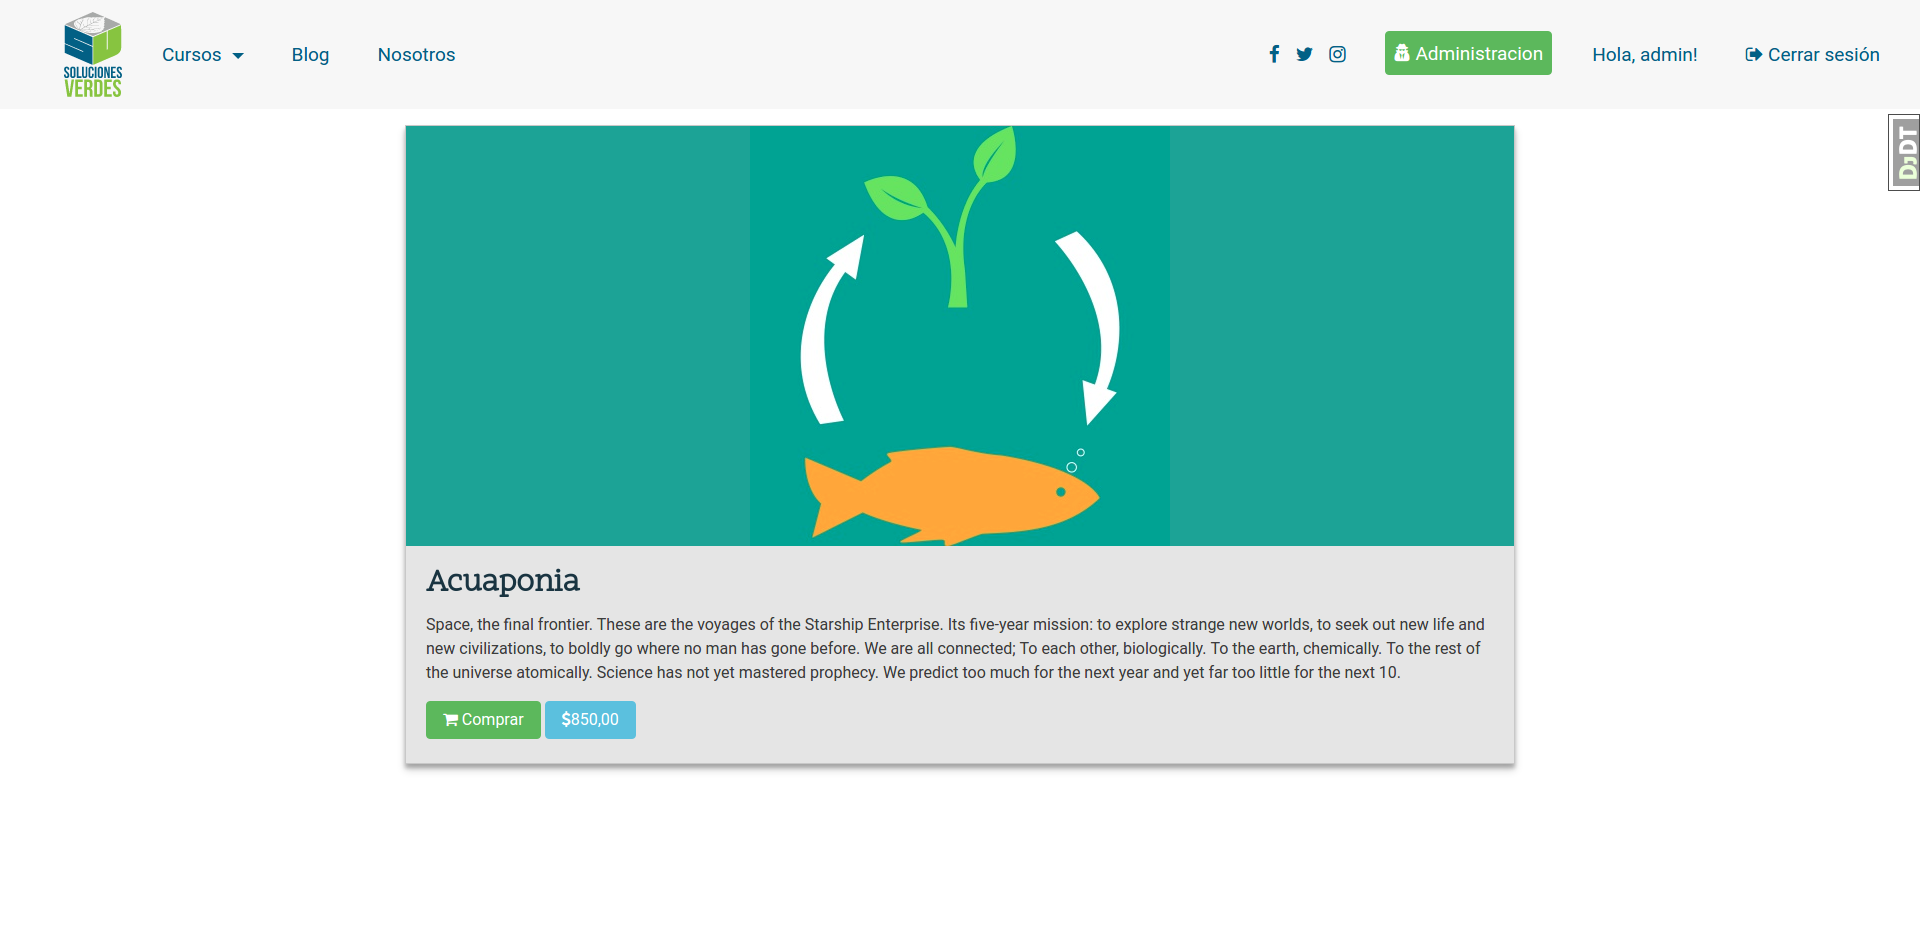 SOLUCIONES
VERDES
Cursos
Blog
Nosotros
Administracion
Hola, admin!
Cerrar sesión
DJDT
Acuaponia
Space, the final frontier. These are the voyages of the Starship Enterprise. Its five-year mission: to explore strange new worlds, to seek out new life and
new civilizations, to boldly go where no man has gone before. We are all connected; To each other, biologically. To the earth, chemically. To the rest of
the universe atomically. Science has not yet mastered prophecy. We predict too much for the next year and yet far too little for the next 10.
Comprar
$850,00